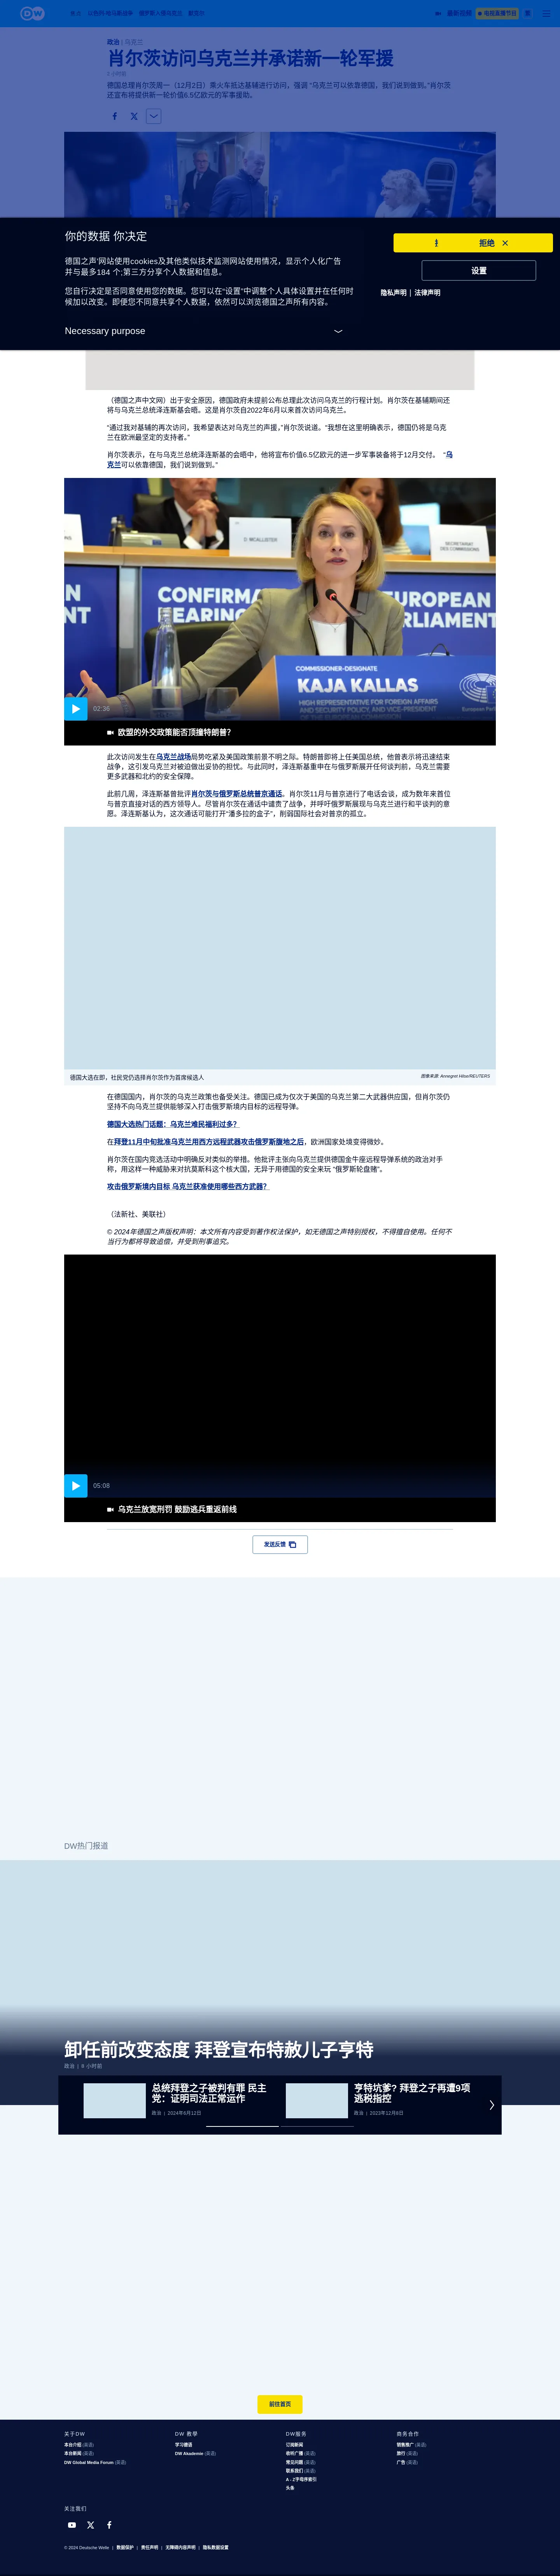 DW
焦点
以色列-哈马斯战争
俄罗斯入侵乌克兰
最新视频
电视直播节目
政治 | 乌克兰
肖尔茨访问乌克兰并承诺新一轮军援
德国总理肖尔茨周一（12月2日）乘火车抵达基辅进行访问，强调 “乌克兰可以依靠德国，我们说到做到。”肖尔茨还宣布将提供新一轮价值6.5亿欧元的军事援助。
你的数据 你决定
德国之声'网站使用cookies及其他类似技术监测网站使用情况，显示个人化广告
并与最多184 个;第三方分享个人数据和信息。
您自行决定是否同意使用您的数据。您可以在“设置”中调整个人具体设置并在任何时
候加以改变。即便您不同意共享个人数据，依然可以浏览德国之声所有内容。
Necessary purpose
拒绝
设置
隐私声明 | 法律声明
（德国之声中文网）出于安全原因，德国政府未提前公布总理此次访问乌克兰的行程计划。肖尔茨在基辅期间还
将与乌克兰总统泽连斯基会晤。这是肖尔茨自2022年6月以来首次访问乌克兰。
“通过我对基辅的再次访问，我希望表达对乌克兰的声援，”肖尔茨说道。“我想在这里明确表示，德国仍将是乌克
兰在欧洲最坚定的支持者。”
肖尔茨表示，在与乌克兰总统泽连斯基的会晤中，他将宣布价值6.5亿欧元的进一步军事装备将于12月交付。 “乌
克兰可以依靠德国，我们说到做到。”
D. MCALLISTER
SECRETARIAT
DES COMMISSIONS
CONFIRMA
EARING
EUROPEAN
PARLIAMENT
COMMISSIONER-DESIGNATE
KAJA KALLAS
HIGH REPRESENTATIVE FOR FOREIGN AFFAIRS
AND SECURITY POLICY, AND VICE-PRESIDENT
OF THE EUROPEAN COMMISSION
02:36
欧盟的外交政策能否顶撞特朗普？
此次访问发生在乌克兰战场局势吃紧及美国政策前景不明之际。特朗普即将上任美国总统，他曾表示将迅速结束
战争，这引发乌克兰对被迫做出妥协的担忧。与此同时，泽连斯基重申在与俄罗斯展开任何谈判前，乌克兰需要
更多武器和北约的安全保障。
此前几周，泽连斯基曾批评肖尔茨与俄罗斯总统普京通话。肖尔茨11月与普京进行了电话会谈，成为数年来首位
与普京直接对话的西方领导人。尽管肖尔茨在通话中谴责了战争，并呼吁俄罗斯展现与乌克兰进行和平谈判的意
愿。泽连斯基认为，这次通话可能打开“潘多拉的盒子”，削弱国际社会对普京的孤立。
德国大选在即，社民党仍选择肖尔茨作为首席候选人
图像来源: Annegret Hilse/REUTERS
在德国国内，肖尔茨的乌克兰政策也备受关注。德国已成为仅次于美国的乌克兰第二大武器供应国，但肖尔茨仍
坚持不向乌克兰提供能够深入打击俄罗斯境内目标的远程导弹。
德国大选热门话题：乌克兰难民福利过多？
在拜登11月中旬批准乌克兰用西方远程武器攻击俄罗斯腹地之后，欧洲国家处境变得微妙。
肖尔茨在国内竞选活动中明确反对类似的举措。他批评主张向乌克兰提供德国金牛座远程导弹系统的政治对手
称，用这样一种威胁来对抗莫斯科这个核大国，无异于用德国的安全来玩 “俄罗斯轮盘赌”。
攻击俄罗斯境内目标 乌克兰获准使用哪些西方武器？
（法新社、美联社）
© 2024年德国之声版权声明：本文所有内容受到著作权法保护，如无德国之声特别授权，不得擅自使用。任何不
当行为都将导致追偿，并受到刑事追究。
05:08
乌克兰放宽刑罚 鼓励逃兵重返前线
发送反馈
DW热门报道
卸任前改变态度 拜登宣布特赦儿子亨特
政治 | 9 小时前
总统拜登之子被判有罪 民主
党：证明司法正常运作
政治 | 2024年6月12日
亨特坑爹？拜登之子再遭9项
逃税指控
政治 | 2023年12月8日
前往首页
关于DW
本台介绍 (英语)
本台新闻 (英语)
DW Global Media Forum (英语)
DW 教学
学习德语
DW Akademie (英语)
DW服务
订阅新闻
收听广播 (英语)
常见问题 (英语)
联系我们 (英语)
A - Z字母序索引
头条
商务合作
销售推广 (英语)
旅行 (英语)
广告 (英语)
关注我们
© 2024 Deutsche Welle | 数据保护 | 责任声明 | 无障碍内容声明 | 隐私数据设置